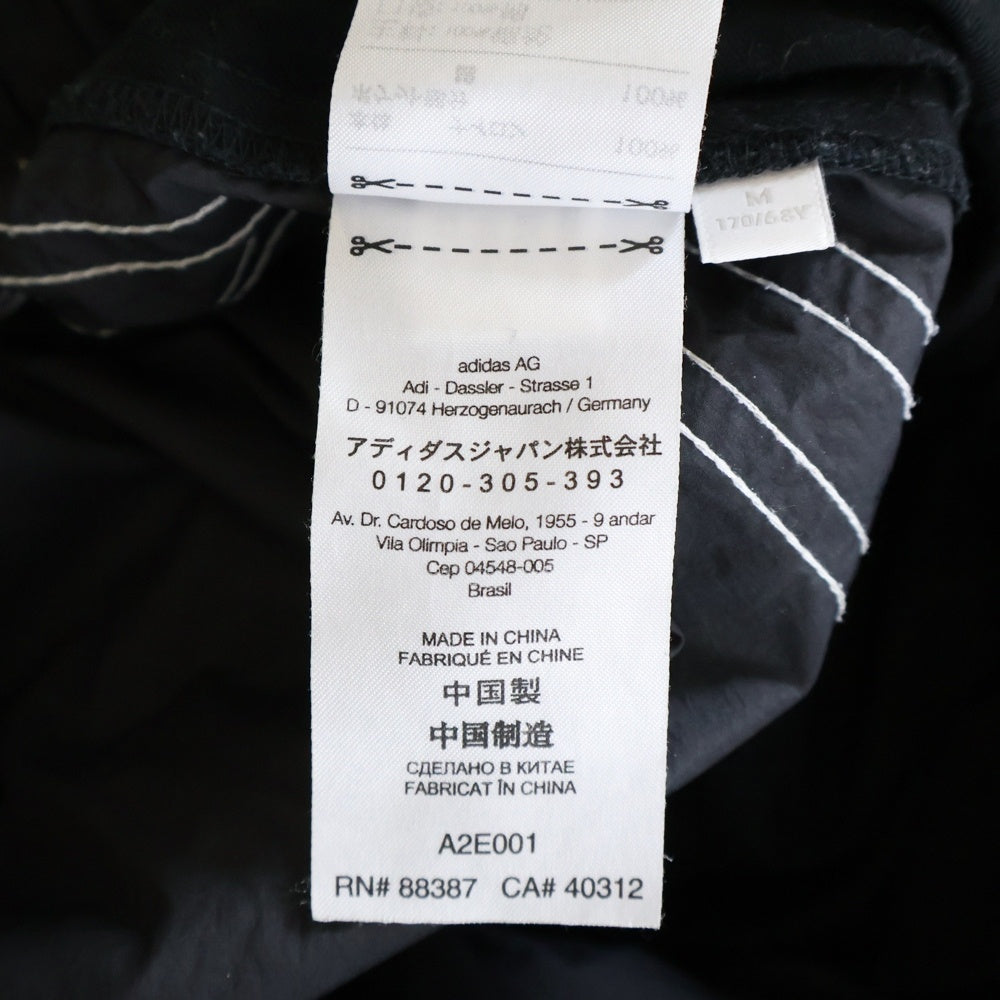 M
170/68Y
adidas AG
Adi - Dassler - Strasse 1
D - 91074 Herzogenaurach / Germany
アディダスジャパン株式会社
0120-305-393
Av. Dr. Cardoso de Melo, 1955 - 9 andar
Vila Olimpia - Sao Paulo - SP
Cep 04548-005
Brasil
MADE IN CHINA
FABRIQUÉ EN CHINE
中国製
中国制造
СДЕЛАНО В КИТАЕ
FABRICAT ÎN CHINA
A2E001
RN# 88387 CA# 40312